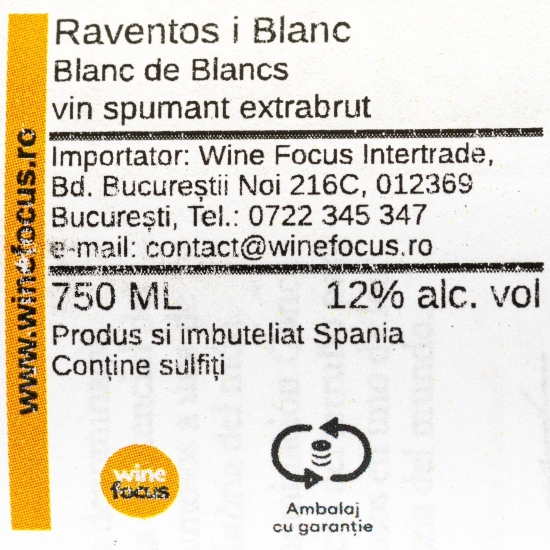 Raventos i Blanc
Blanc de Blancs
vin spumant extrabrut
Importator: Wine Focus Intertrade,
Bd. Bucureștii Noi 216C, 012369
București, Tel.: 0722 345 347
e-mail: contact@winefocus.ro
750 ML 12% alc. vol
Produs si imbuteliat Spania
Conține sulfiți
www.winefocus.ro
wine
focus
Ambalaj
cu garanție